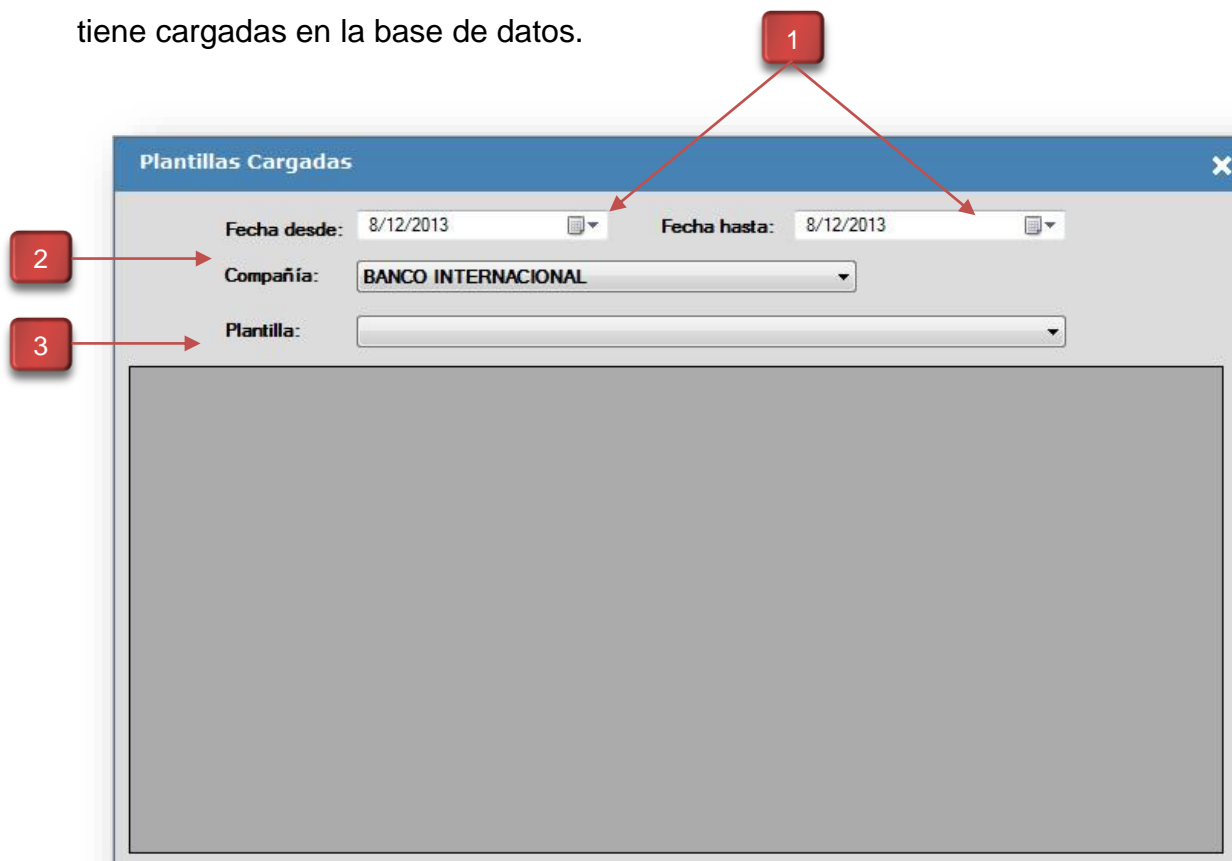 tiene cargadas en la base de datos.
1
Plantillas Cargadas
Fecha desde: 8/12/2013 Fecha hasta: 8/12/2013
2
Compañía: BANCO INTERNACIONAL
3
Plantilla: